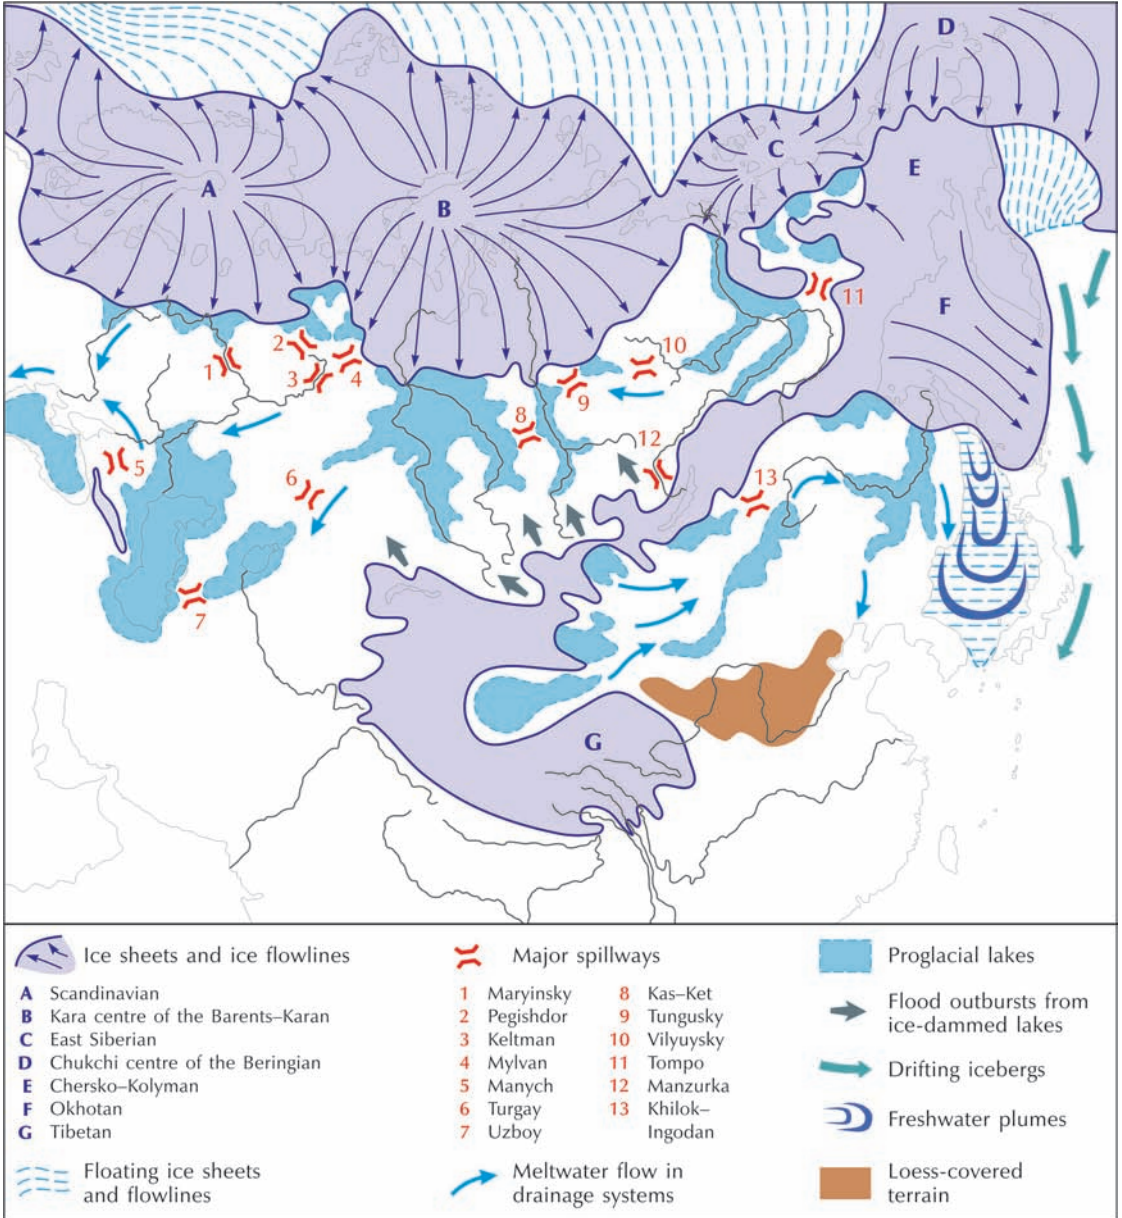 D
C
E
A
B
F
11
10
2
1
3
4
9
8
12
5
6
13
7
G
Ice sheets and ice flowlines
A Scandinavian
B Kara centre of the Barents–Karan
C East Siberian
D Chukchi centre of the Beringian
E Chersko–Kolyman
F Okhotan
G Tibetan
Floating ice sheets
and flowlines
Major spillways
1 Maryinsky
2 Pegishdor
3 Keltman
4 Mylvan
5 Manych
6 Turgay
7 Uzboy
8 Kas–Ket
9 Tungusky
10 Vilyuysky
11 Tompo
12 Manzurka
13 Khilok–
Ingodan
Meltwater flow in
drainage systems
Proglacial lakes
Flood outbursts from
ice-dammed lakes
Drifting icebergs
Freshwater plumes
Loess-covered
terrain